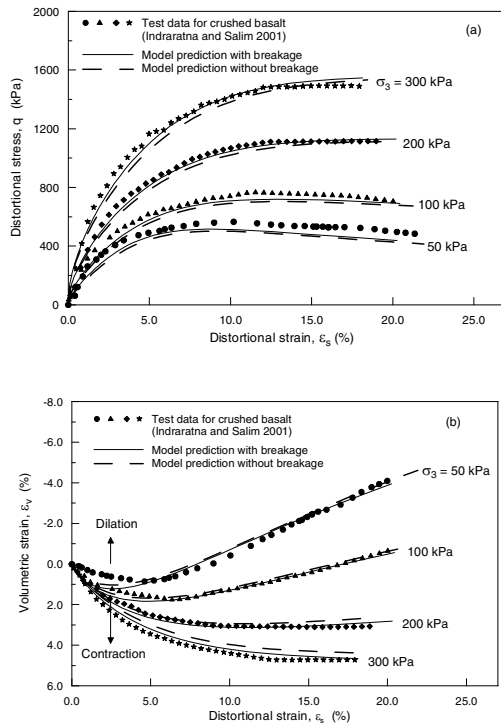 2000
1600
1200
800
400
0
Distortional stress, q (kPa)
Test data for crushed basalt
(Indraratna and Salim 2001)
Model prediction with breakage
Model prediction without breakage
(a)
σ3 = 300 kPa
200 kPa
100 kPa
50 kPa
0.0 5.0 10.0 15.0 20.0 25.0
Distortional strain, εs (%)
-8.0
-6.0
-4.0
-2.0
0.0
2.0
4.0
6.0
Volumetric strain, εv (%)
Test data for crushed basalt
(Indraratna and Salim 2001)
Model prediction with breakage
Model prediction without breakage
(b)
σ3 = 50 kPa
Dilation
100 kPa
200 kPa
Contraction
300 kPa
0.0 5.0 10.0 15.0 20.0 25.0
Distortional strain, εs (%)